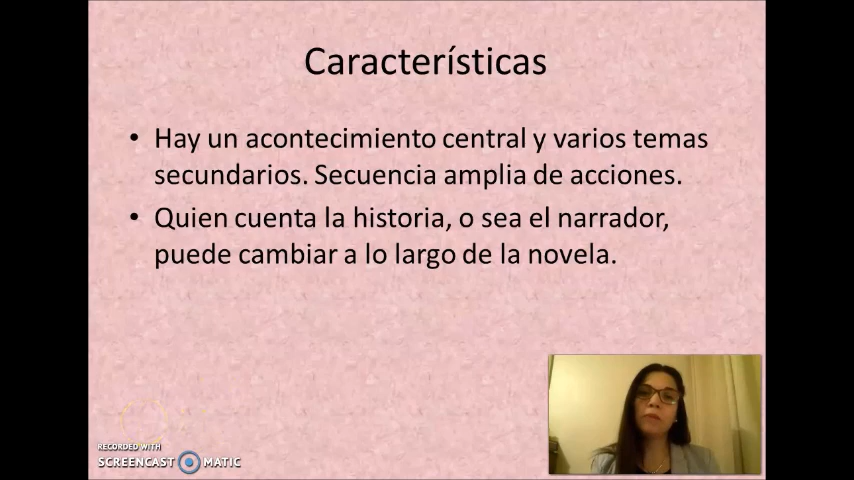 Características
• Hay un acontecimiento central y varios temas
secundarios. Secuencia amplia de acciones.
• Quien cuenta la historia, o sea el narrador,
puede cambiar a lo largo de la novela.
RECORDED WITH
SCREENCAST MATIC